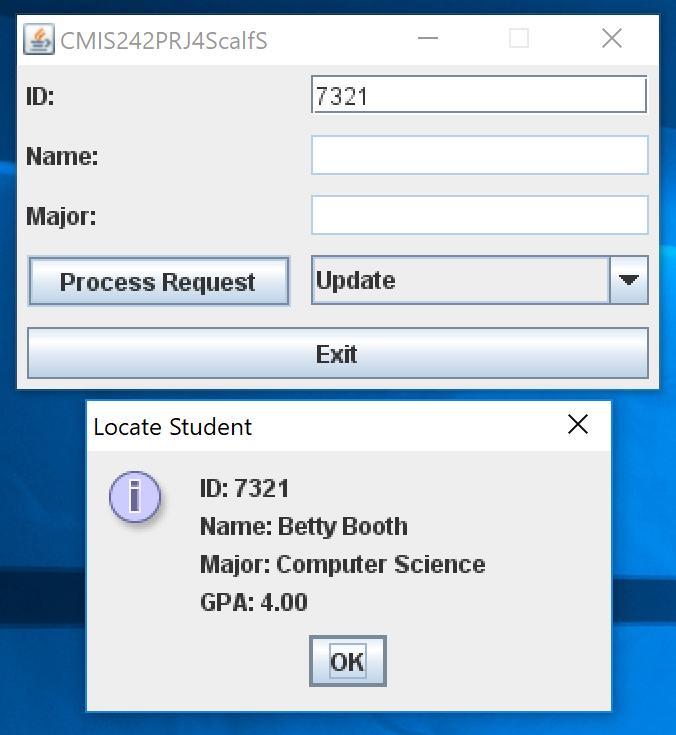 CMIS242PRJ4ScalfS
ID: 7321
Name:
Major:
Process Request Update
Exit
Locate Student
i
ID: 7321
Name: Betty Booth
Major: Computer Science
GPA: 4.00
OK